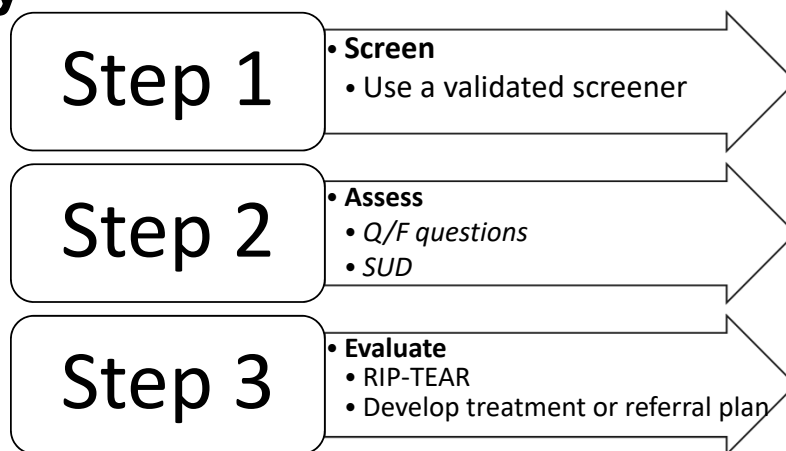 Step 1
• Screen
• Use a validated screener
Step 2
• Assess
• Q/F questions
• SUD
Step 3
• Evaluate
• RIP-TEAR
• Develop treatment or referral plan